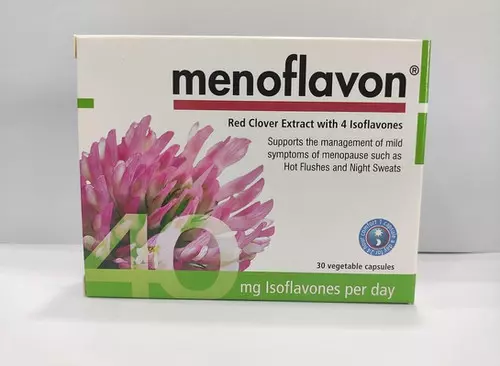 menoflavon®
Red Clover Extract with 4 Isoflavones
Supports the management of mild
symptoms of menopause such as
Hot Flushes and Night Sweats
30 vegetable capsules
40
mg Isoflavones per day